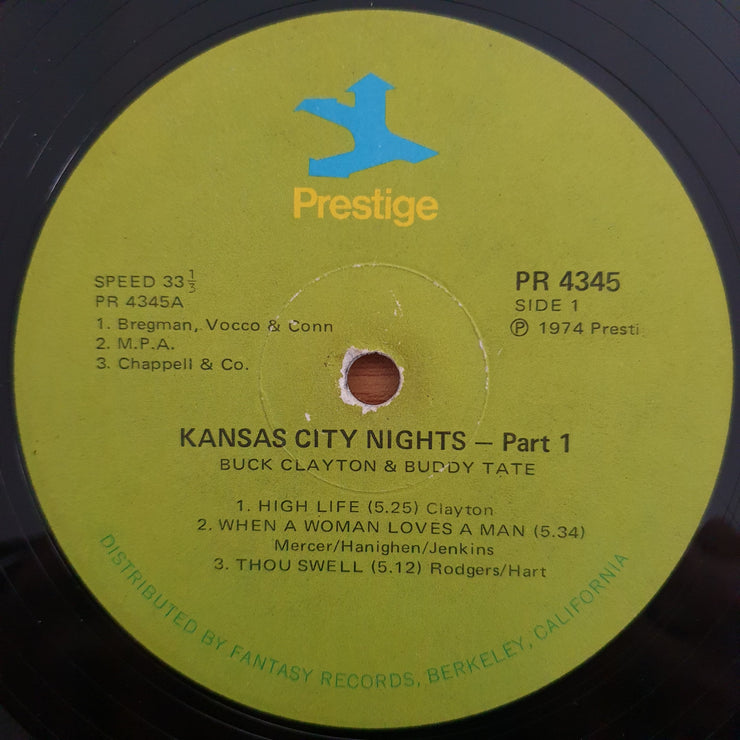 Prestige
SPEED 33 1/3
PR 4345A
1. Bregman, Vocco & Conn
2. M.P.A.
3. Chappell & Co.
PR 4345
SIDE 1
℗ 1974 Presti
KANSAS CITY NIGHTS — Part 1
BUCK CLAYTON & BUDDY TATE
1. HIGH LIFE (5.25) Clayton
2. WHEN A WOMAN LOVES A MAN (5.34)
Mercer/Hanighen/Jenkins
3. THOU SWELL (5.12) Rodgers/Hart
DISTRIBUTED BY FANTASY RECORDS, BERKELEY, CALIFORNIA